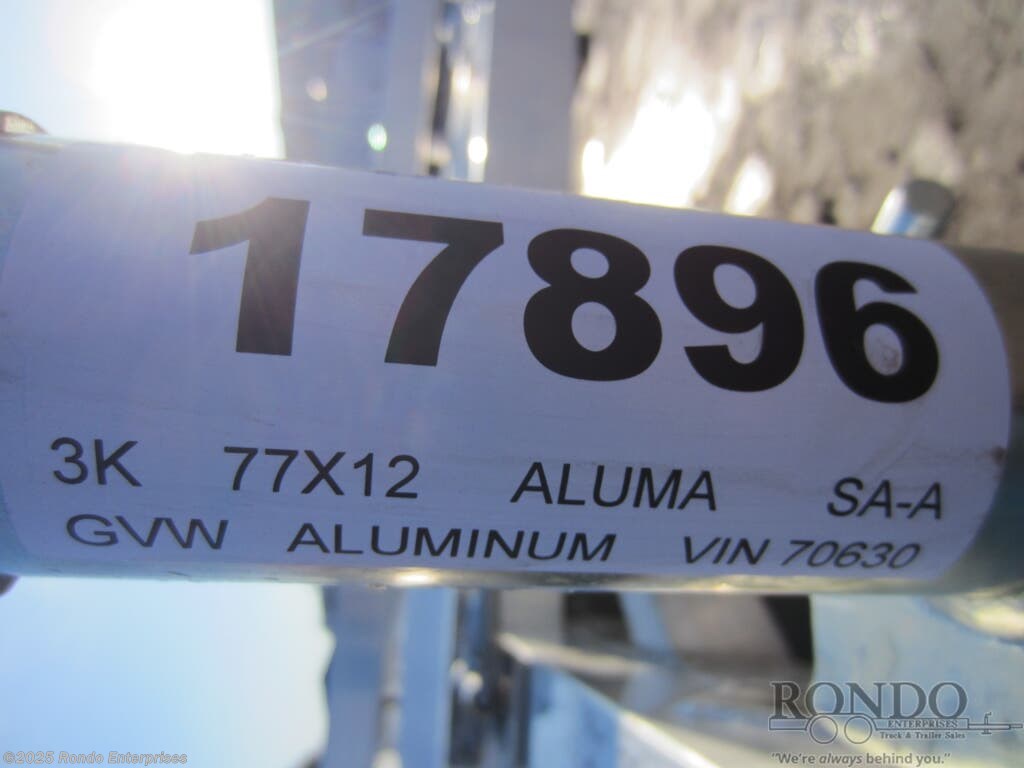 17896
3K 77X12 ALUMA SA-A
GVW ALUMINUM VIN 70630
RONDO
ENTERPRISES
Truck & Trailer Sales
"We're always behind you."
©2025 Rondo Enterprises